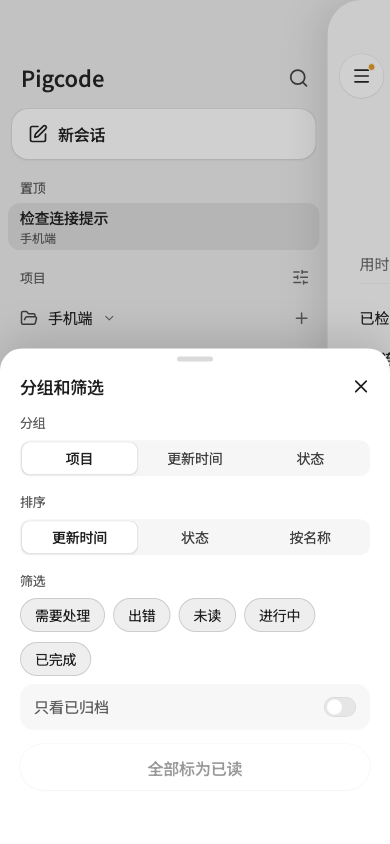 Pigcode
新会话
置顶
检查连接提示
手机端
项目
手机端
用时
已检
分组和筛选
分组
项目 更新时间 状态
排序
更新时间 状态 按名称
筛选
需要处理 出错 未读 进行中
已完成
只看已归档
全部标为已读